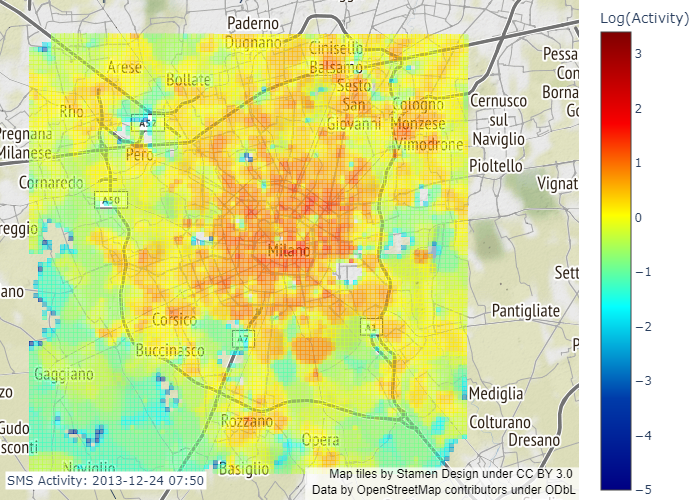 Log(Activity)
3
2
1
0
−1
−2
−3
−4
−5
Paderno
Dugnano
Cinisello
Balsamo
Arese
Bollate
Sesto
San
Giovanni
Rho
Cologno
Monzese
Vimodrone
Cernusco
sul
Naviglio
Pioltello
Pessa
Born
Vignat
A52
Pregnana
Milanese
Pero
Cornaredo
A50
reggio
Milano
ano
Sett
Pantigliate
Corsico
A7
A1
Buccinasco
Gaggiano
zo
Mediglia
Colturano
Dresano
Gudo
sconti
Rozzano
Opera
Noviglio
Basiglio
SMS Activity: 2013-12-24 07:50
Map tiles by Stamen Design under CC BY 3.0
Data by OpenStreetMap contributors under ODbL